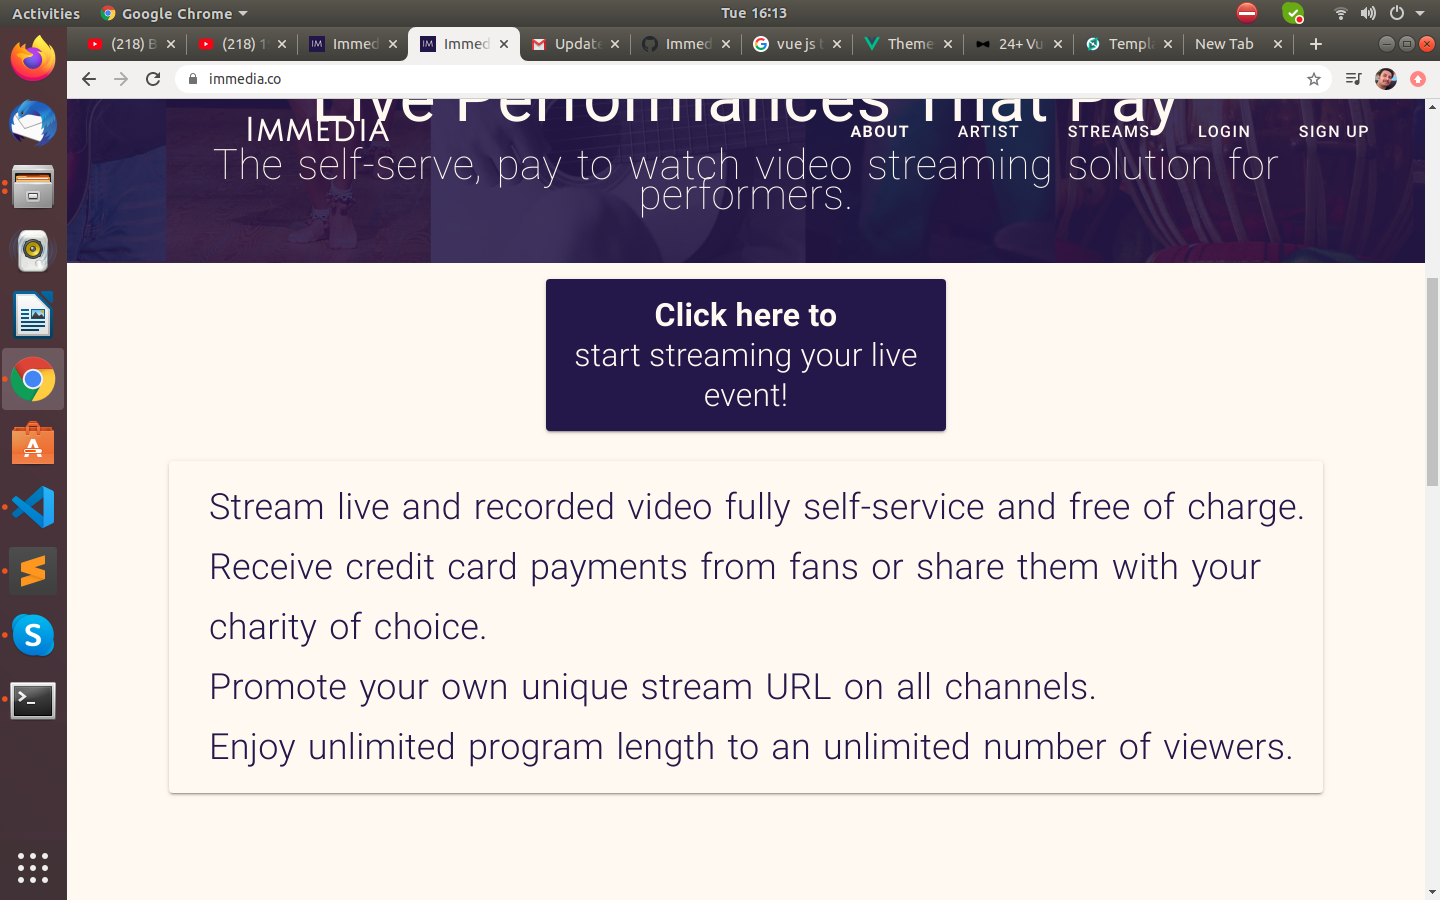 Activities
Google Chrome
Tue 16:13
(218) B
(218) 1
Immed
Immed
Update
Immed
vue js t
Theme
24+ Vu
Templa
New Tab
immedia.co
Live Performances That Pay
IMMEDIA
ABOUT
ARTIST
STREAMS
LOGIN
SIGN UP
The self-serve, pay to watch video streaming solution for
performers.
Click here to
start streaming your live
event!
Stream live and recorded video fully self-service and free of charge.
Receive credit card payments from fans or share them with your
charity of choice.
Promote your own unique stream URL on all channels.
Enjoy unlimited program length to an unlimited number of viewers.